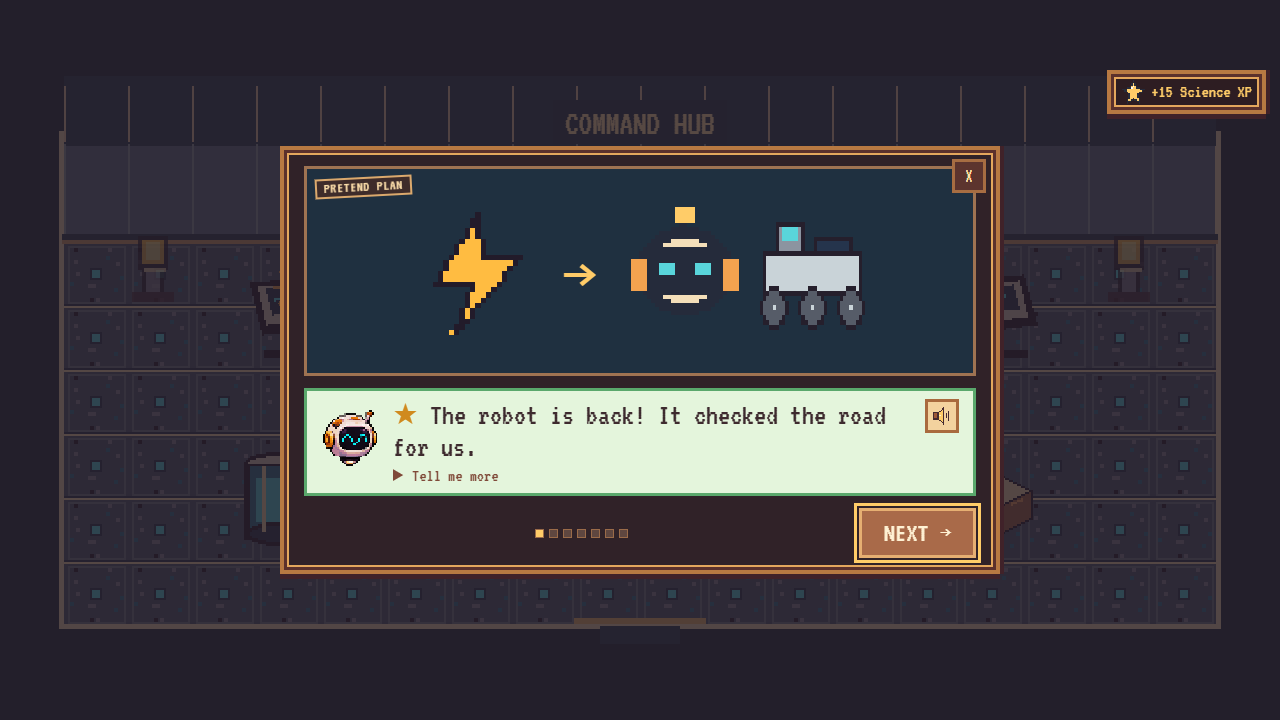 +15 Science XP
COMMAND HUB
PRETEND PLAN
X
The robot is back! It checked the road
for us.
Tell me more
NEXT →